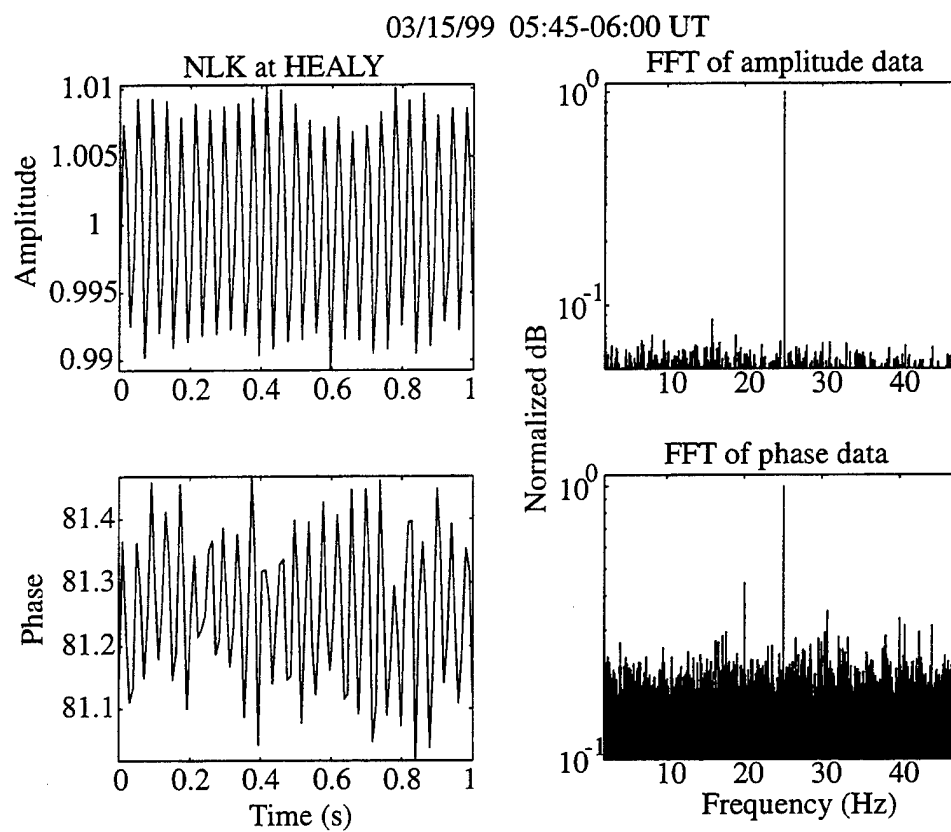 03/15/99 05:45-06:00 UT
NLK at HEALY
Amplitude
1.01
1.005
1
0.995
0.99
0 0.2 0.4 0.6 0.8 1
FFT of amplitude data
Normalized dB
10^0
10^-1
10 20 30 40
Phase
81.4
81.3
81.2
81.1
0 0.2 0.4 0.6 0.8 1
Time (s)
FFT of phase data
10^0
10^-1
10 20 30 40
Frequency (Hz)